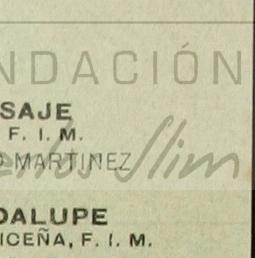 NDACIÓN
SAJE
F. I. M.
MARTINEZ
Slim
DALUPE
ICEÑA, F. I. M.